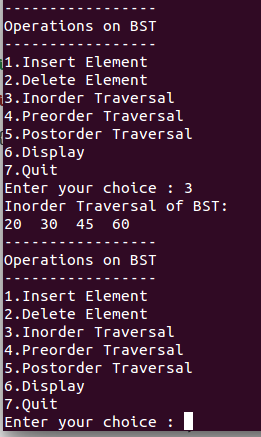 -----------------
Operations on BST
-----------------
1.Insert Element
2.Delete Element
3.Inorder Traversal
4.Preorder Traversal
5.Postorder Traversal
6.Display
7.Quit
Enter your choice : 3
Inorder Traversal of BST:
20  30  45  60
-----------------
Operations on BST
-----------------
1.Insert Element
2.Delete Element
3.Inorder Traversal
4.Preorder Traversal
5.Postorder Traversal
6.Display
7.Quit
Enter your choice :